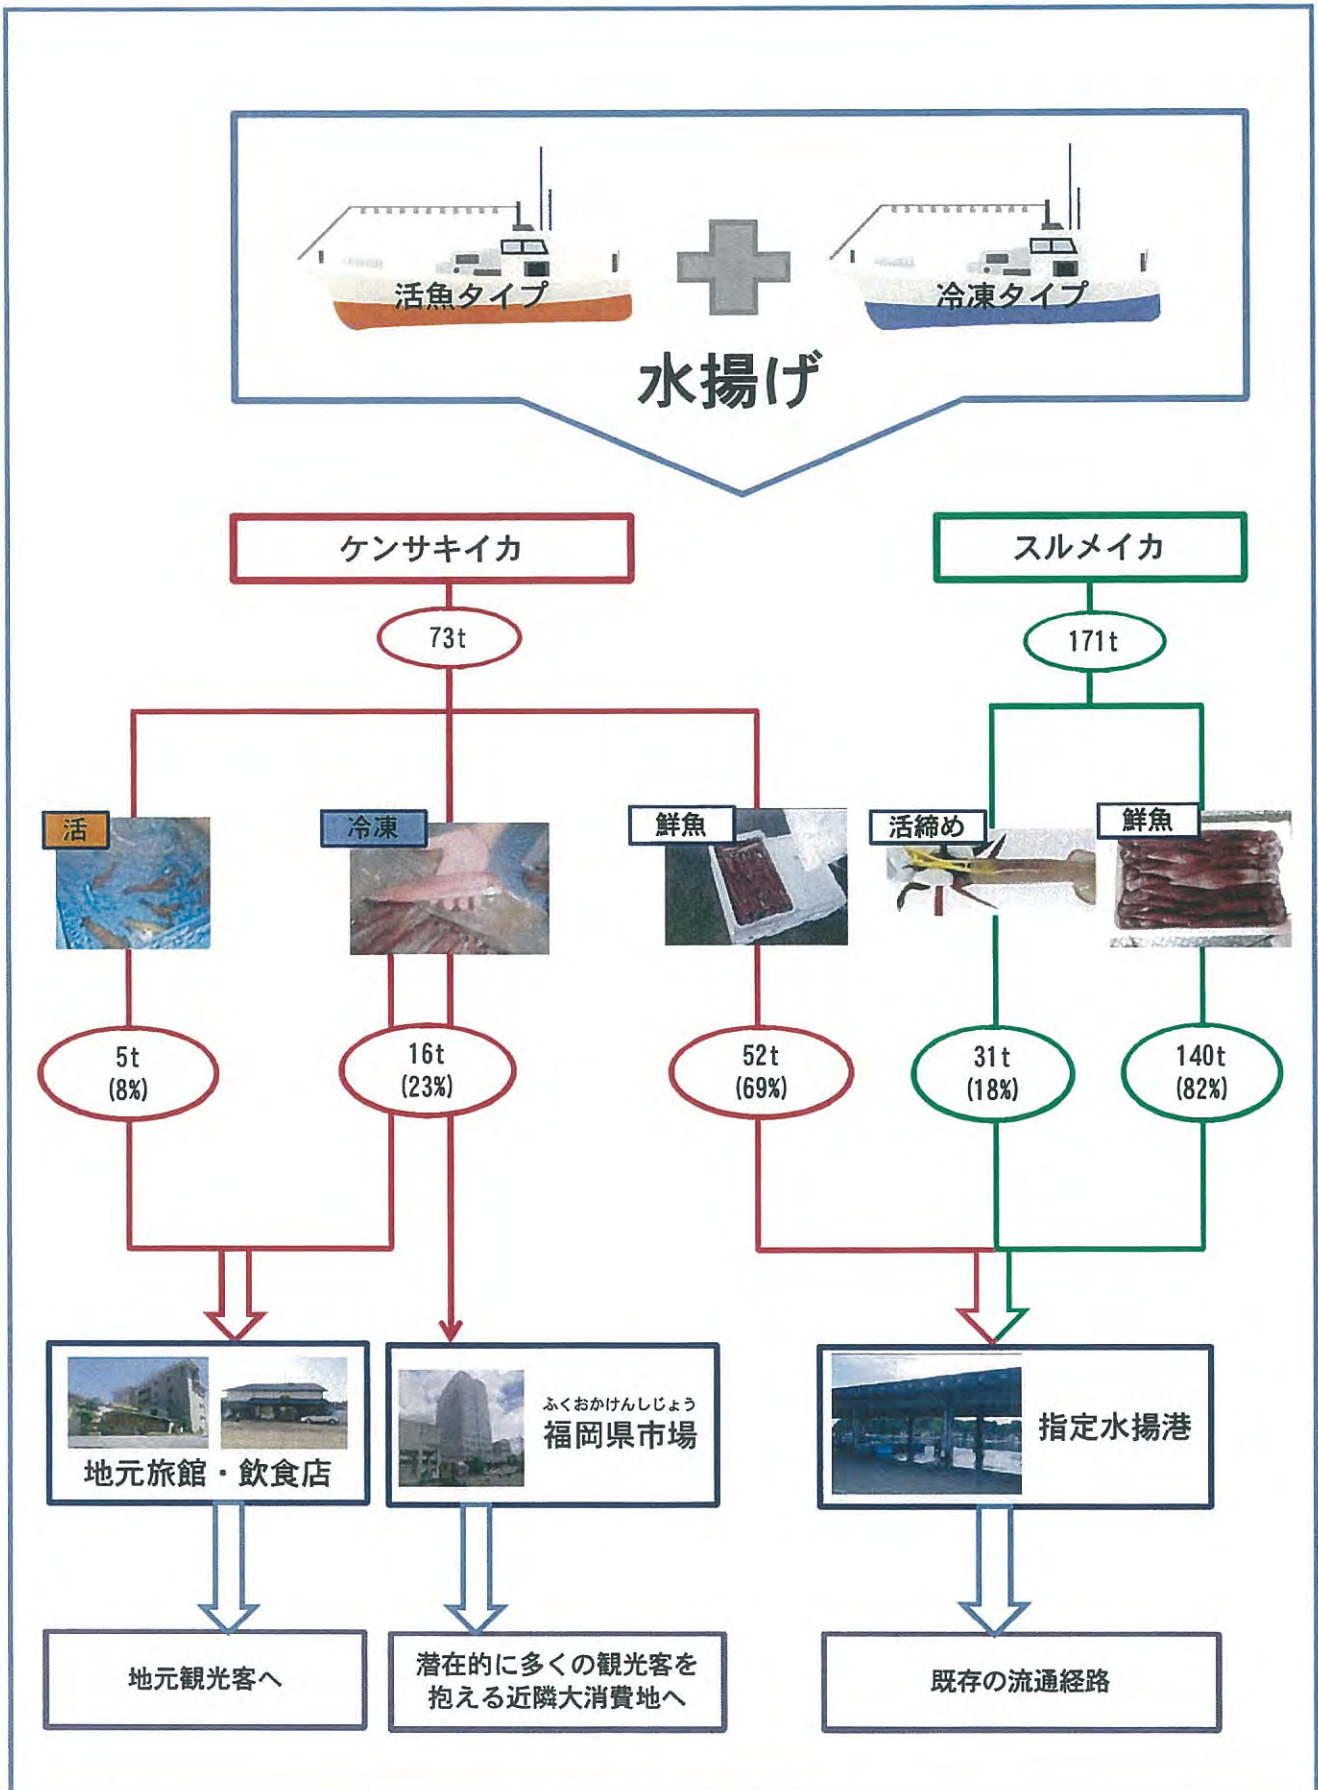 活魚タイプ
冷凍タイプ
水揚げ
ケンサキイカ
スルメイカ
73t
171t
活
冷凍
鮮魚
活締め
鮮魚
5t
(8%)
16t
(23%)
52t
(69%)
31t
(18%)
140t
(82%)
地元旅館・飲食店
ふくおかけんしじょう
福岡県市場
指定水揚港
地元観光客へ
潜在的に多くの観光客を
抱える近隣大消費地へ
既存の流通経路